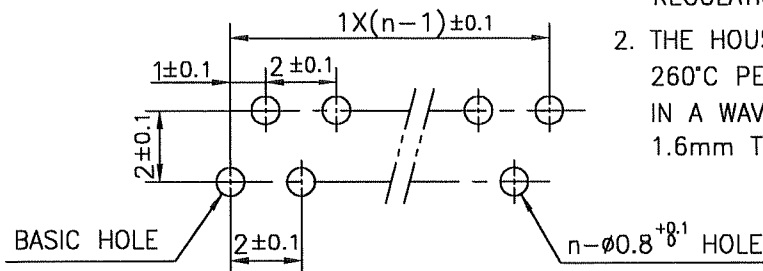 REGULATI
1X(n-1)±0.1
2. THE HOUS
1±0.1
2±0.1
260°C PE
IN A WAV
2±0.1
1.6mm T
BASIC HOLE
2±0.1
n-ø0.8 +0.1 0 HOLE